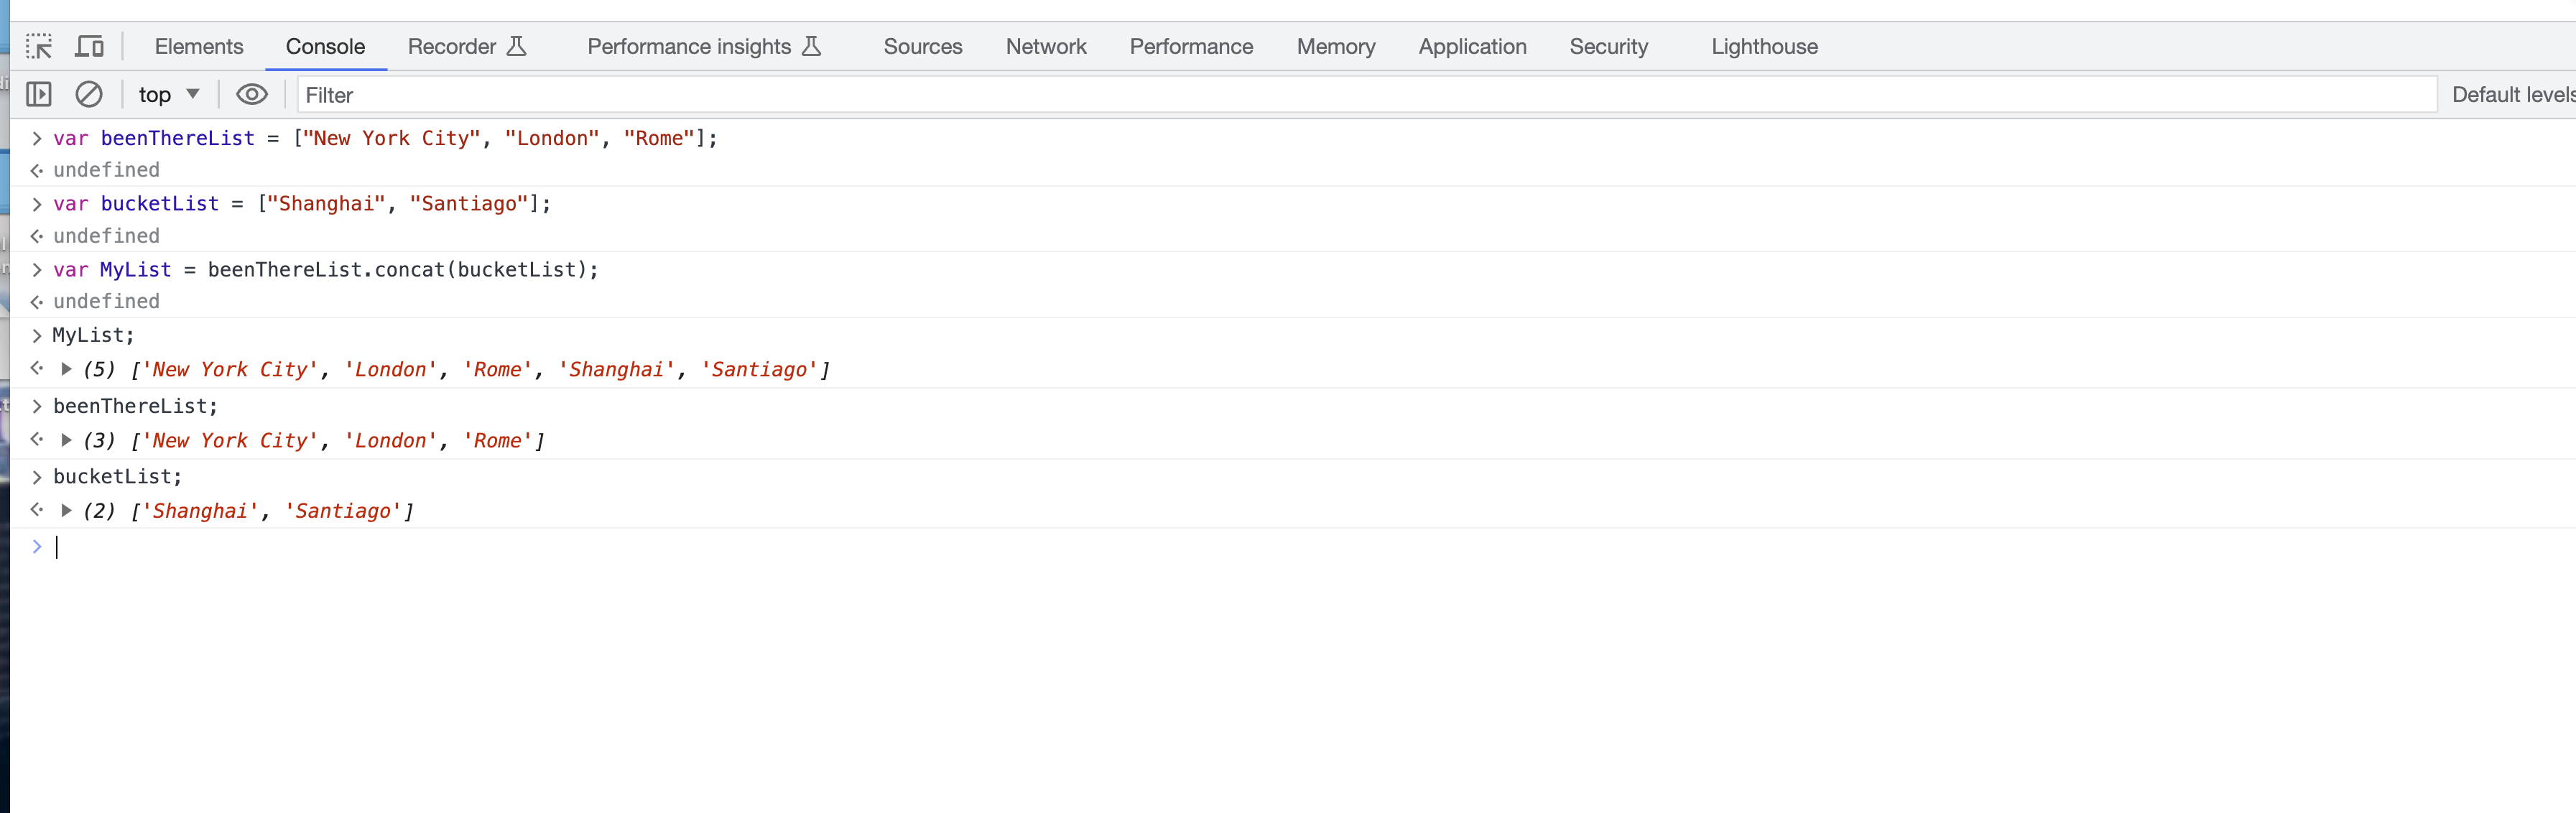 Elements Console Recorder Performance insights Sources Network Performance Memory Application Security Lighthouse
top Filter Default levels
> var beenThereList = ["New York City", "London", "Rome"];
undefined
> var bucketList = ["Shanghai", "Santiago"];
undefined
> var MyList = beenThereList.concat(bucketList);
undefined
> MyList;
(5) ['New York City', 'London', 'Rome', 'Shanghai', 'Santiago']
> beenThereList;
(3) ['New York City', 'London', 'Rome']
> bucketList;
(2) ['Shanghai', 'Santiago']
>